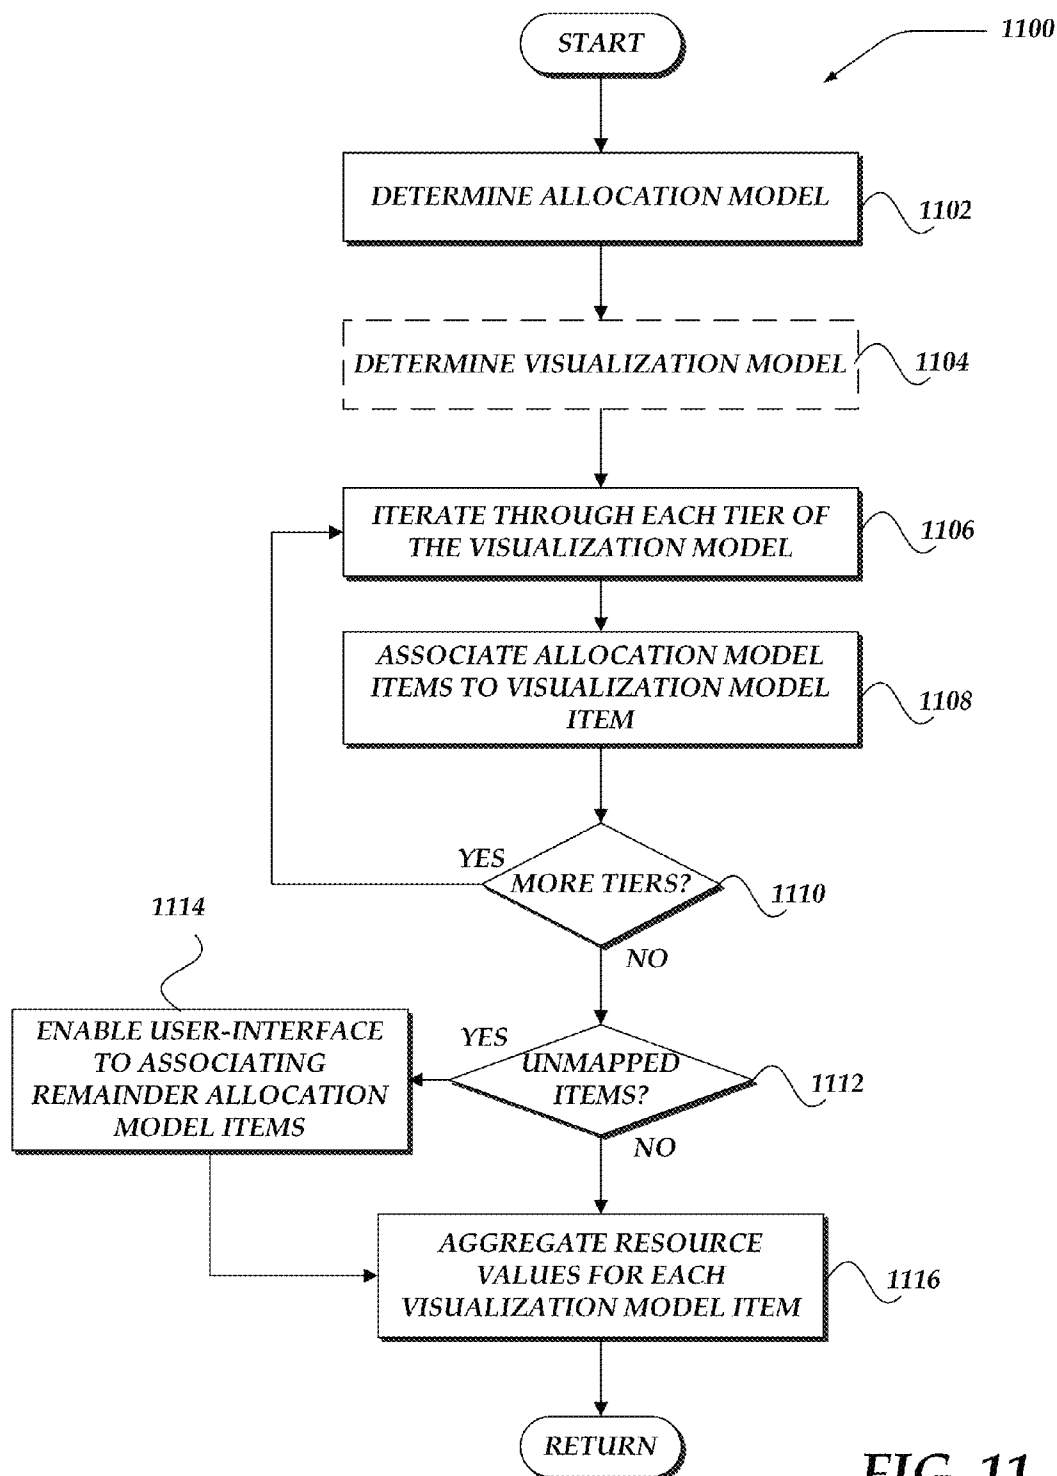 START
1100
DETERMINE ALLOCATION MODEL
1102
DETERMINE VISUALIZATION MODEL
1104
ITERATE THROUGH EACH TIER OF
THE VISUALIZATION MODEL
1106
ASSOCIATE ALLOCATION MODEL
ITEMS TO VISUALIZATION MODEL
ITEM
1108
YES
MORE TIERS?
1110
NO
1114
ENABLE USER-INTERFACE
TO ASSOCIATING
REMAINDER ALLOCATION
MODEL ITEMS
YES
UNMAPPED
ITEMS?
1112
NO
AGGREGATE RESOURCE
VALUES FOR EACH
VISUALIZATION MODEL ITEM
1116
RETURN
FIG. 11